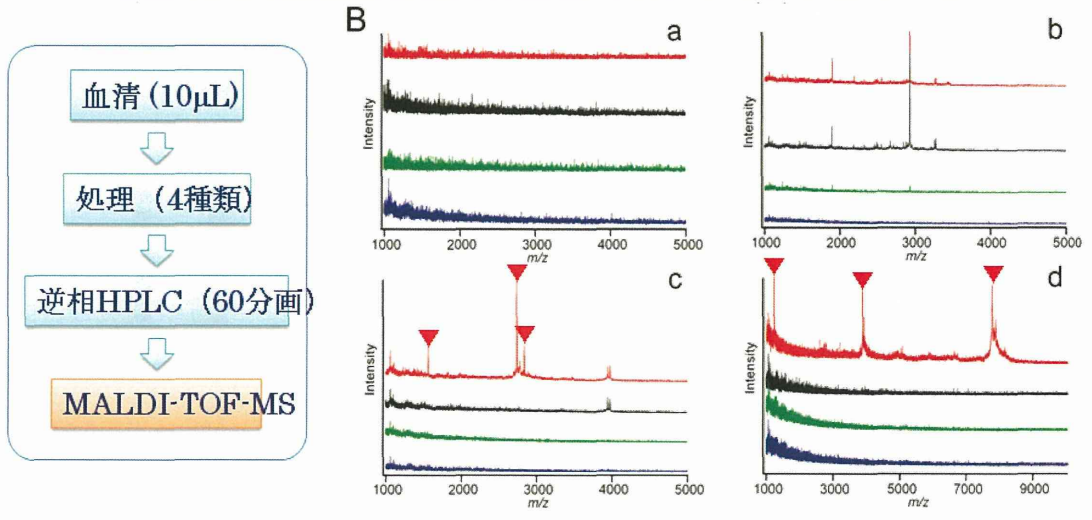 血清 (10μL)
処理 (4種類)
逆相HPLC (60分画)
MALDI-TOF-MS
B
a
Intensity
1000 2000 3000 4000 5000
m/z
b
Intensity
1000 2000 3000 4000 5000
m/z
c
Intensity
1000 2000 3000 4000 5000
m/z
d
Intensity
1000 3000 5000 7000 9000
m/z